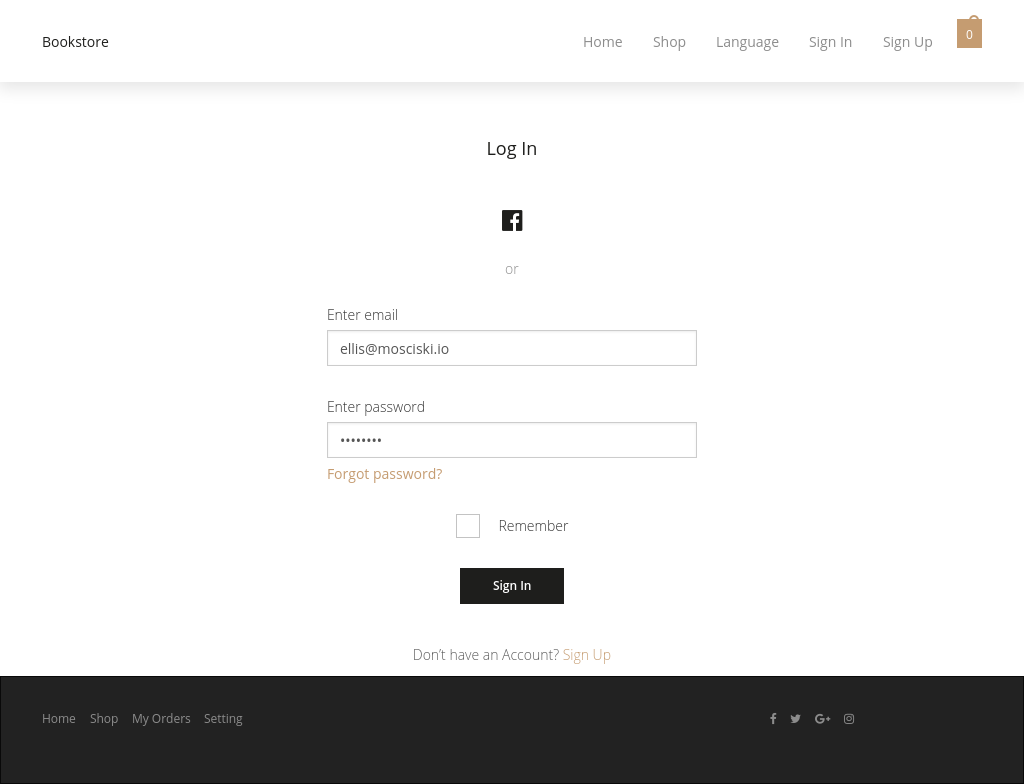 Bookstore
Home Shop Language Sign In Sign Up 0
Log In
or
Enter email
ellis@mosciski.io
Enter password
••••••••
Forgot password?
Remember
Sign In
Don't have an Account? Sign Up
Home Shop My Orders Setting